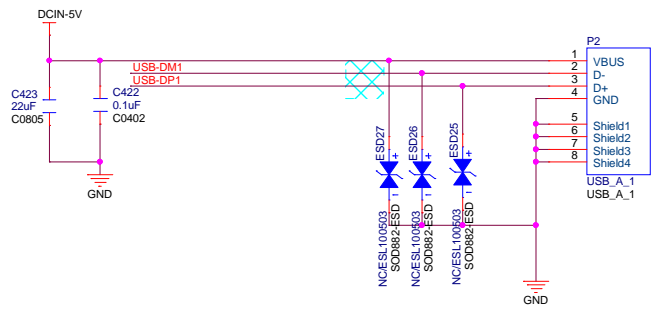 DCIN-5V
P2
1 VBUS
USB-DM1
2 D-
USB-DP1
3 D+
4 GND
C423
22uF
C0805
C422
0.1uF
C0402
5 Shield1
6 Shield2
7 Shield3
8 Shield4
USB_A_1
USB_A_1
ESD27
ESD26
ESD25
+
+
+
-
-
-
NC/ESL100503
SOD882-ESD
NC/ESL100503
SOD882-ESD
NC/ESL100503
SOD882-ESD
GND
GND